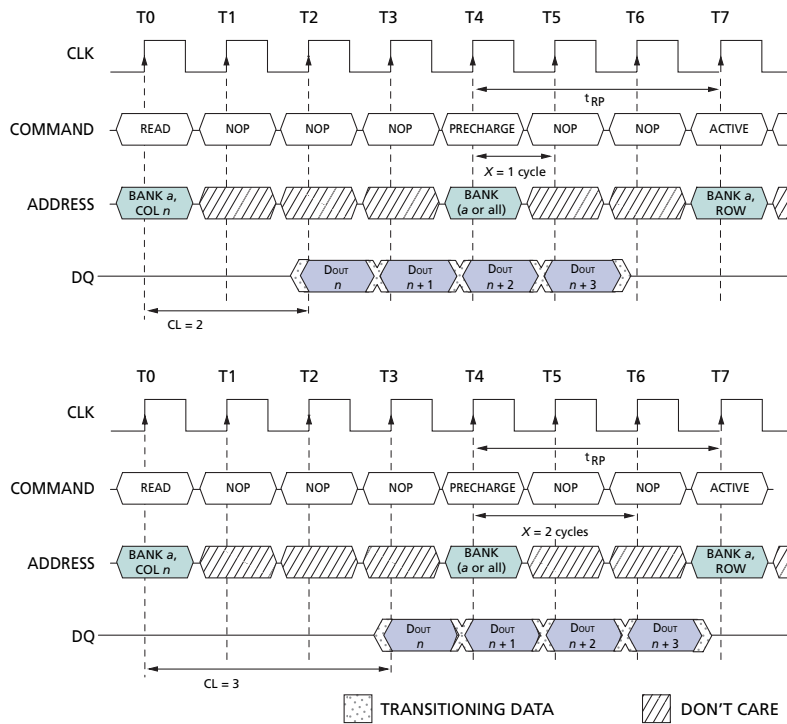 T0 T1 T2 T3 T4 T5 T6 T7
CLK
tRP
COMMAND READ NOP NOP NOP PRECHARGE NOP NOP ACTIVE
X = 1 cycle
ADDRESS BANK a, COL n BANK (a or all) BANK a, ROW
DQ DOUT n DOUT n + 1 DOUT n + 2 DOUT n + 3
CL = 2
T0 T1 T2 T3 T4 T5 T6 T7
CLK
tRP
COMMAND READ NOP NOP NOP PRECHARGE NOP NOP ACTIVE
X = 2 cycles
ADDRESS BANK a, COL n BANK (a or all) BANK a, ROW
DQ DOUT n DOUT n + 1 DOUT n + 2 DOUT n + 3
CL = 3
TRANSITIONING DATA DON'T CARE